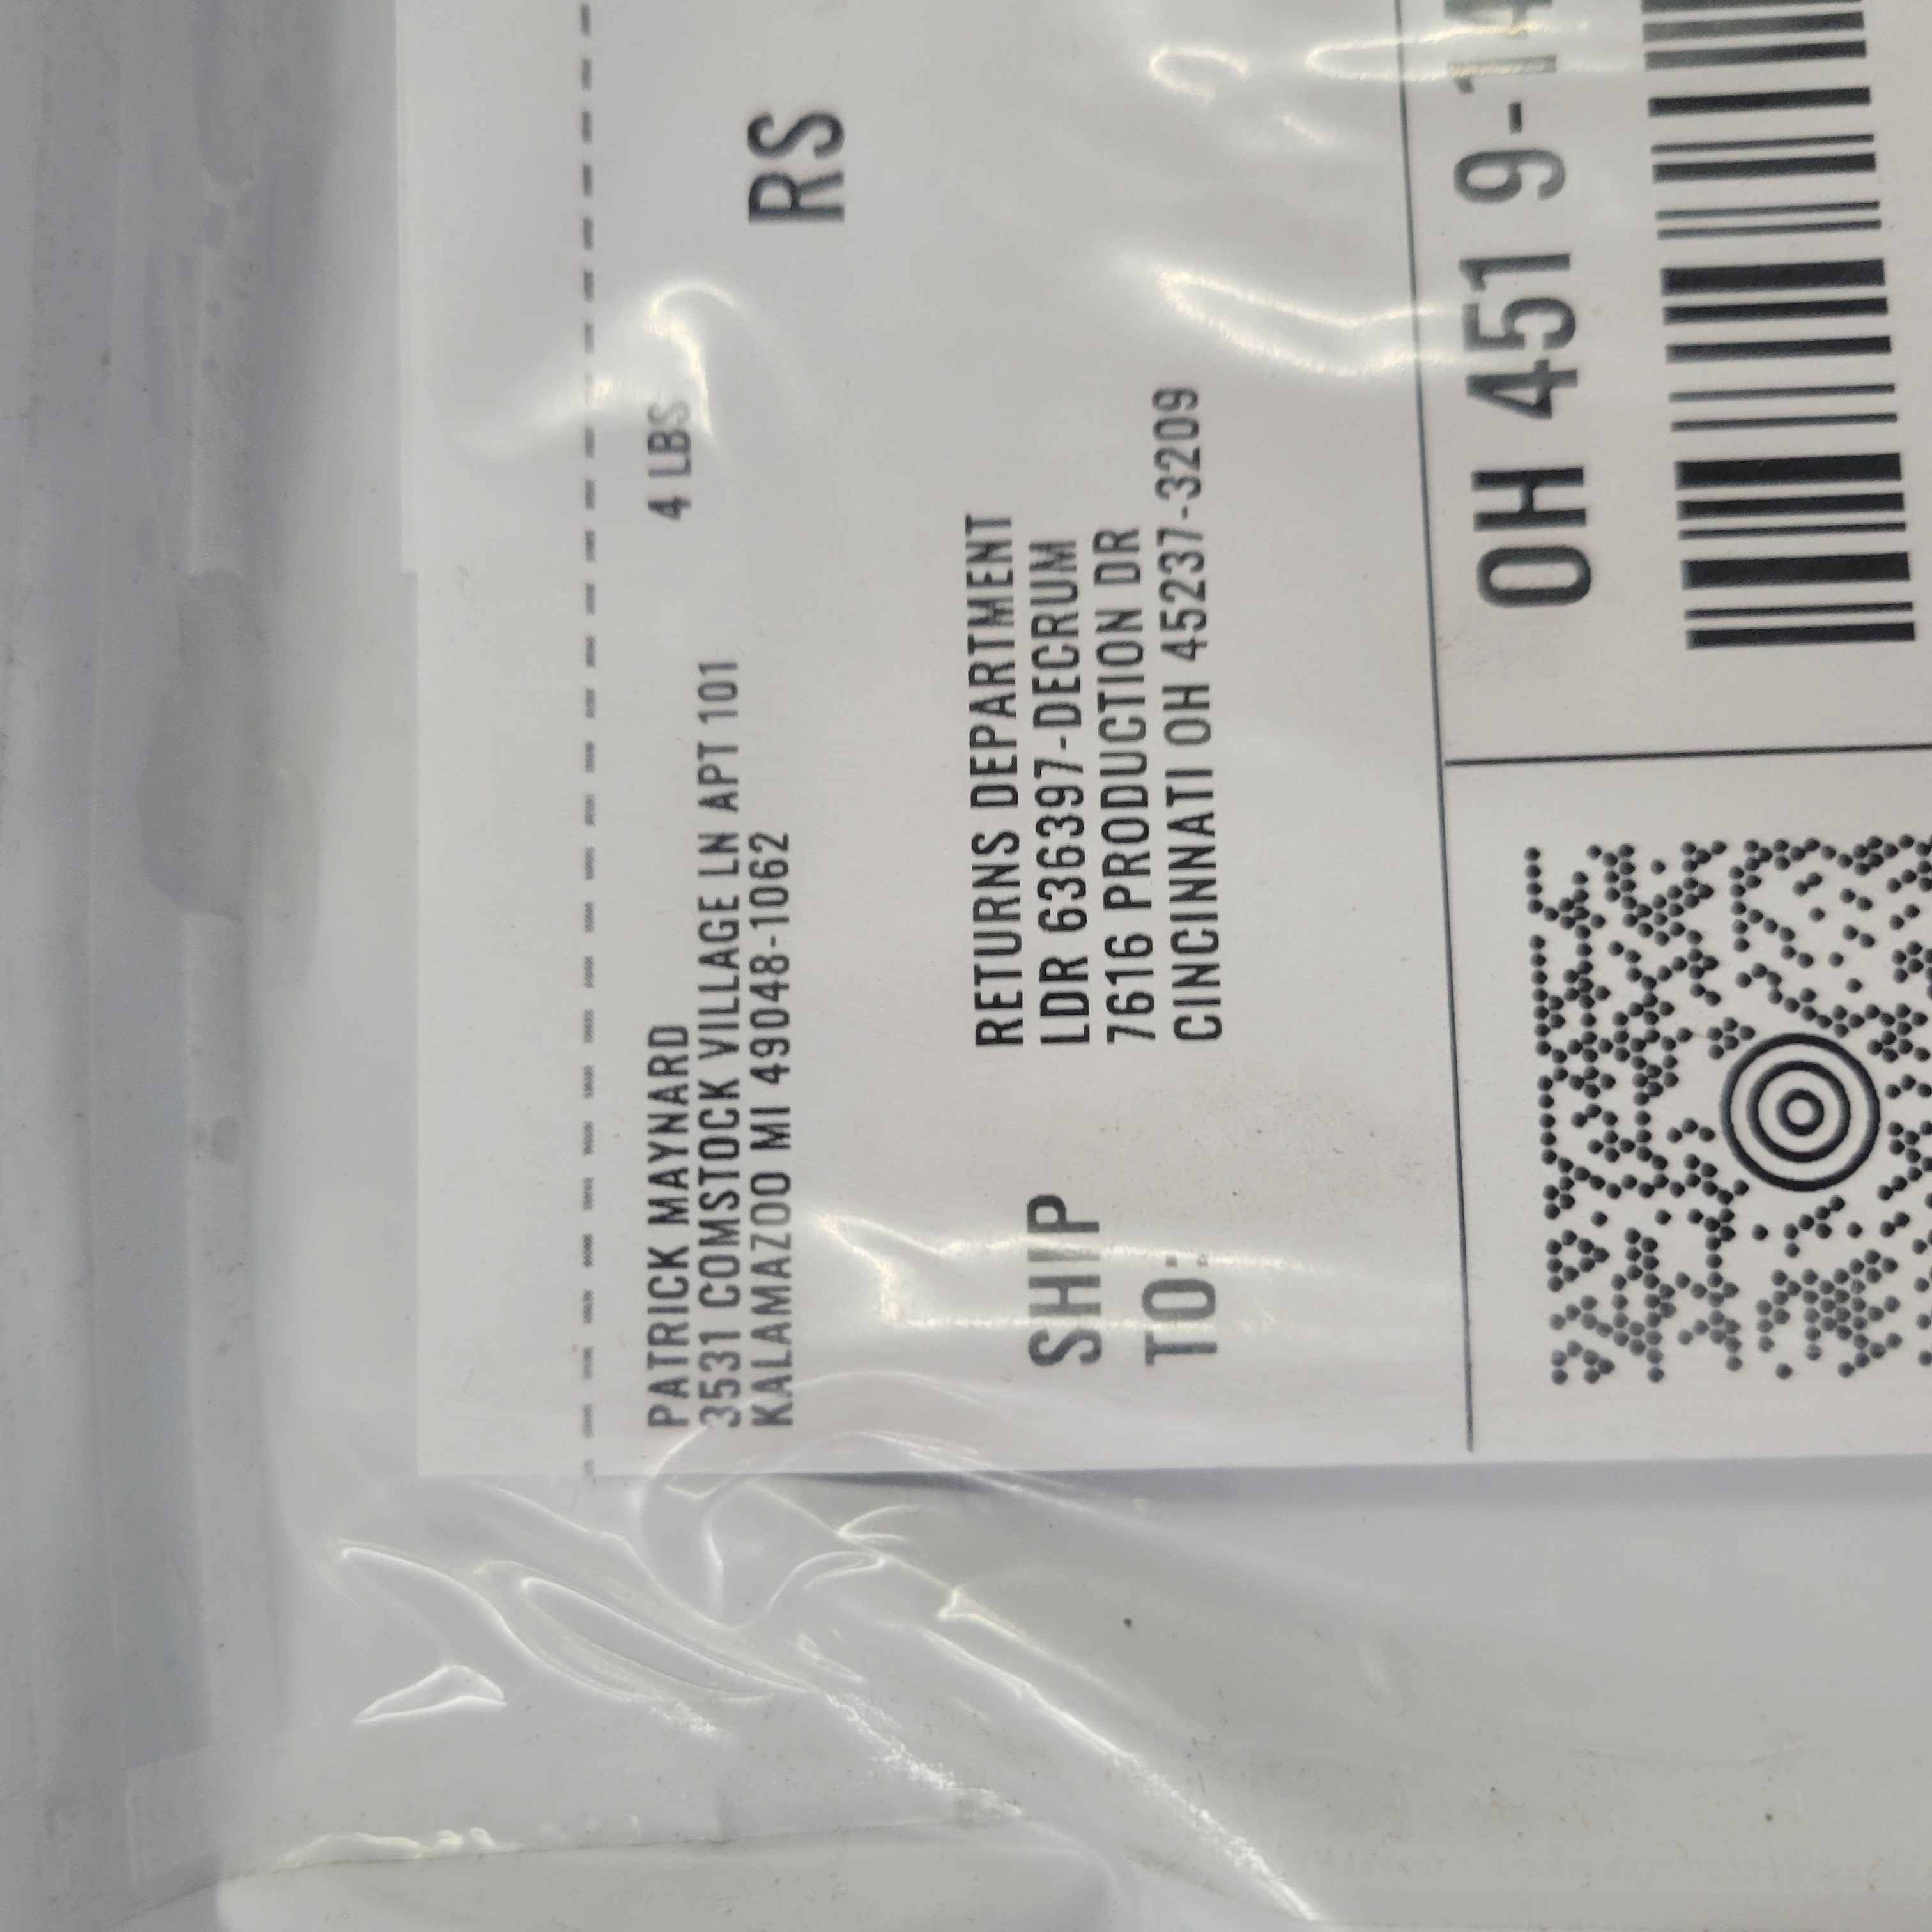 PATRICK MAYNARD
3531 COMSTOCK VILLAGE LN APT 101
KALAMAZOO MI 49048-1062
4 LBS
RS
SHIP
TO:
RETURNS DEPARTMENT
LDR 636397-DECRUM
7616 PRODUCTION DR
CINCINNATI OH 45237-3209
OH 451 9-14